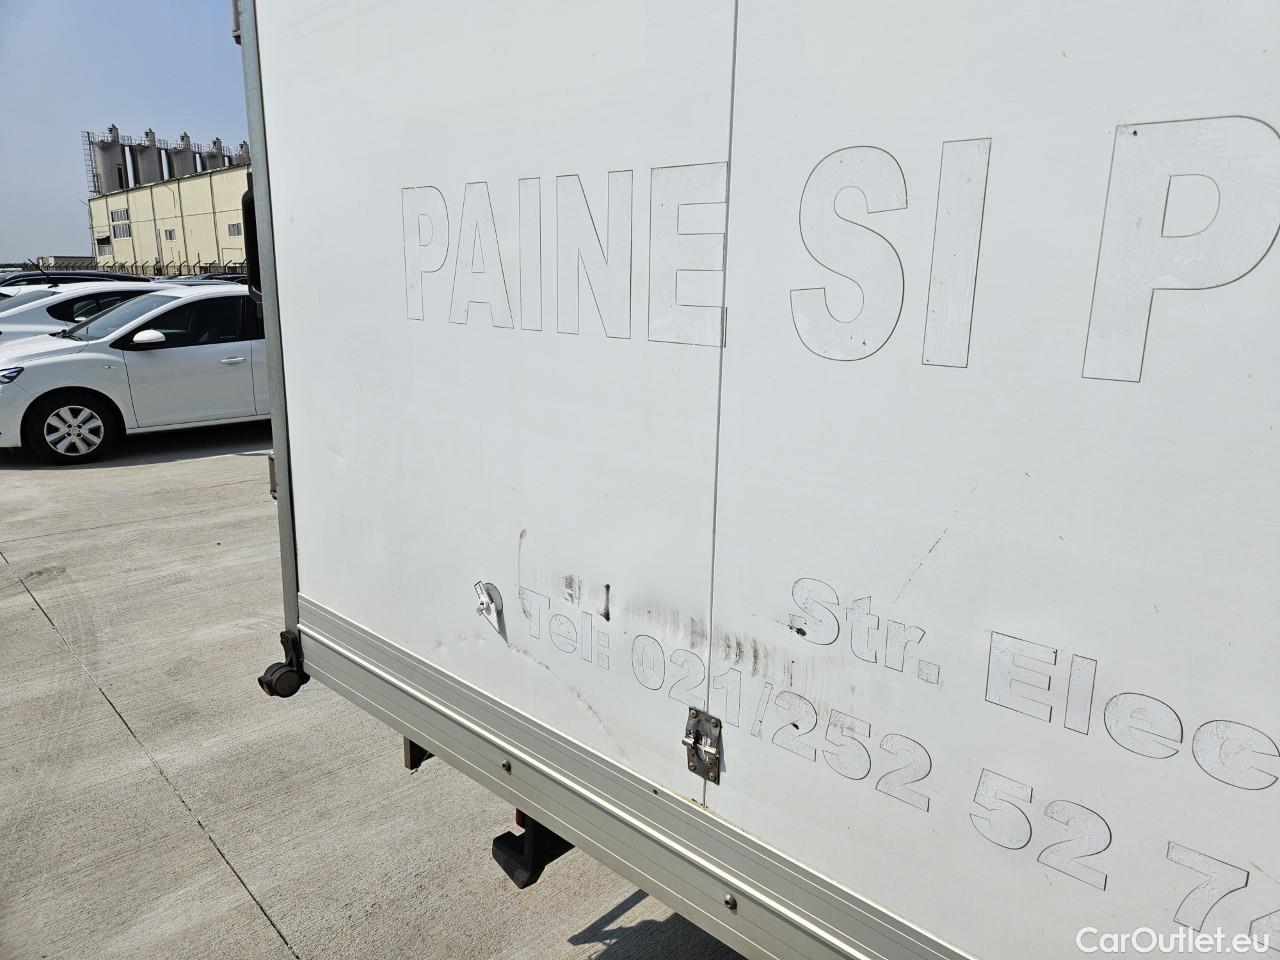 PAINE SI P
Str. Elec
Tel: 021/252 52 7
CarOutlet.eu